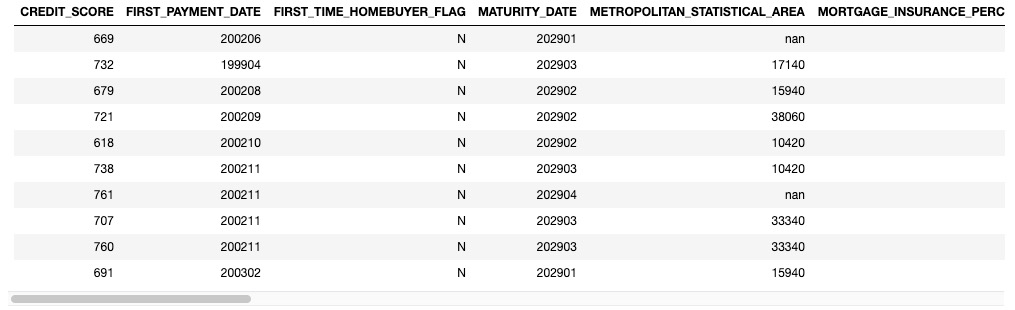 CREDIT_SCORE FIRST_PAYMENT_DATE FIRST_TIME_HOMEBUYER_FLAG MATURITY_DATE METROPOLITAN_STATISTICAL_AREA MORTGAGE_INSURANCE_PERC
669 200206 N 202901 nan
732 199904 N 202903 17140
679 200208 N 202902 15940
721 200209 N 202902 38060
618 200210 N 202902 10420
738 200211 N 202903 10420
761 200211 N 202904 nan
707 200211 N 202903 33340
760 200211 N 202903 33340
691 200302 N 202901 15940